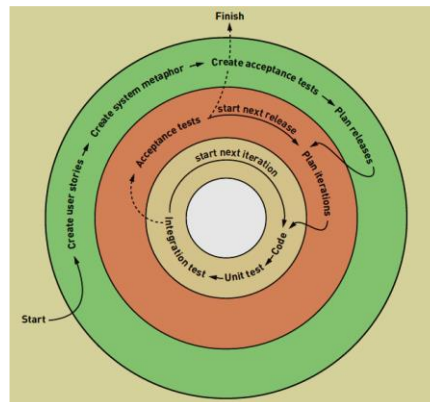 Finish
Start
Create user stories
Create system metaphor
Create acceptance tests
Plan releases
Acceptance tests
start next release
Plan iterations
start next iteration
Code
Unit test
Integration test